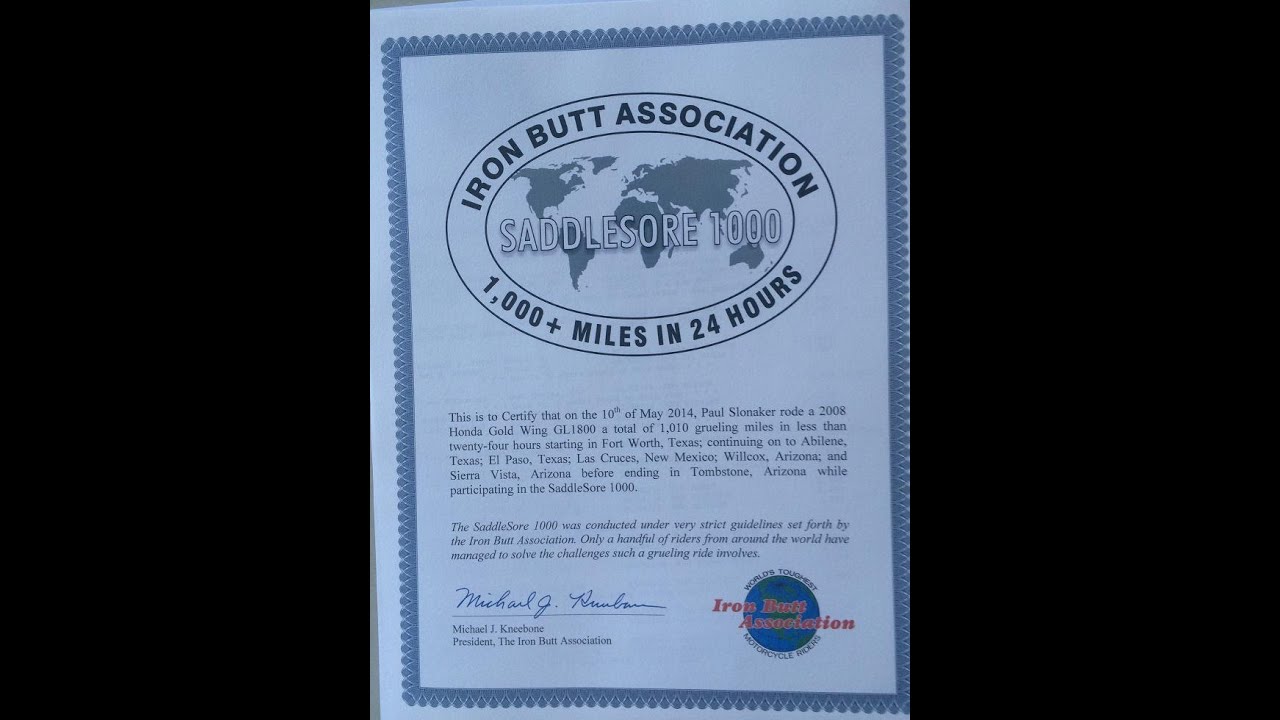 IRON BUTT ASSOCIATION
SADDLESORE 1000
1,000+ MILES IN 24 HOURS
This is to Certify that on the 10th of May 2014, Paul Slonaker rode a 2008
Honda Gold Wing GL1800 a total of 1,010 grueling miles in less than
twenty-four hours starting in Fort Worth, Texas; continuing on to Abilene,
Texas; El Paso, Texas; Las Cruces, New Mexico; Willcox, Arizona; and
Sierra Vista, Arizona before ending in Tombstone, Arizona while
participating in the SaddleSore 1000.
The SaddleSore 1000 was conducted under very strict guidelines set forth by
the Iron Butt Association. Only a handful of riders from around the world have
managed to solve the challenges such a grueling ride involves.
Michael J. Kneebone
Michael J. Kneebone
President, The Iron Butt Association
WORLD'S TOUGHEST
Iron Butt
Association
MOTORCYCLE RIDERS